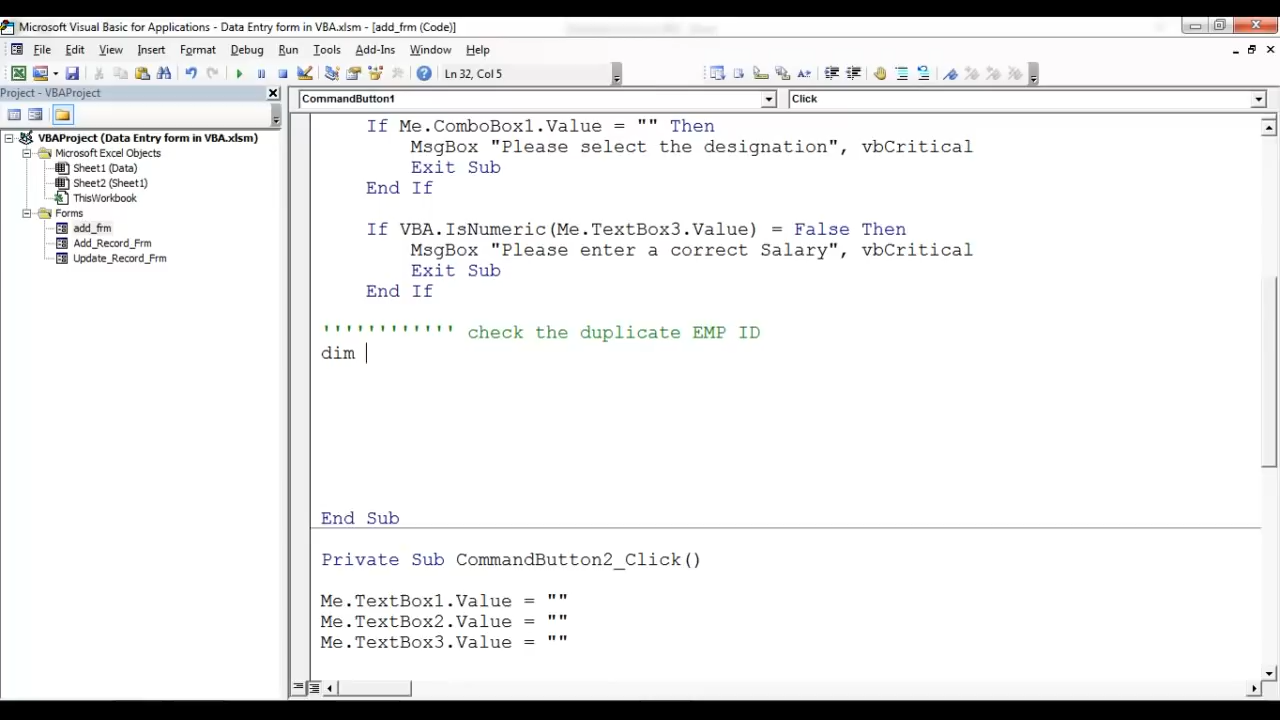 Microsoft Visual Basic for Applications - Data Entry form in VBA.xlsm - [add_frm (Code)]
File Edit View Insert Format Debug Run Tools Add-Ins Window Help
Ln 32, Col 5
Project - VBAProject
CommandButton1
Click
VBAProject (Data Entry form in VBA.xlsm)
Microsoft Excel Objects
Sheet1 (Data)
Sheet2 (Sheet1)
ThisWorkbook
Forms
add_frm
Add_Record_Frm
Update_Record_Frm
If Me.ComboBox1.Value = "" Then
MsgBox "Please select the designation", vbCritical
Exit Sub
End If
If VBA.IsNumeric(Me.TextBox3.Value) = False Then
MsgBox "Please enter a correct Salary", vbCritical
Exit Sub
End If
'''''''''''' check the duplicate EMP ID
dim
End Sub
Private Sub CommandButton2_Click()
Me.TextBox1.Value = ""
Me.TextBox2.Value = ""
Me.TextBox3.Value = ""